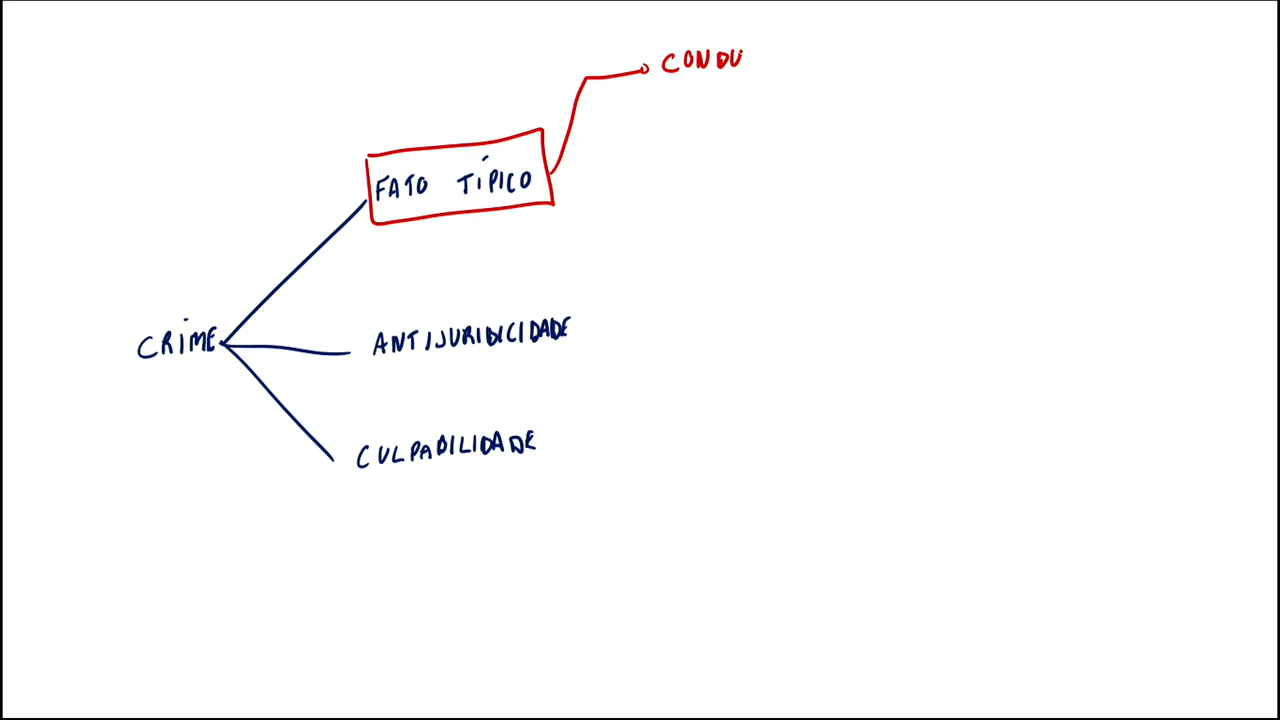 CONDU
FATO TÍPICO
CRIME
ANTIJURIDICIDADE
CULPABILIDADE